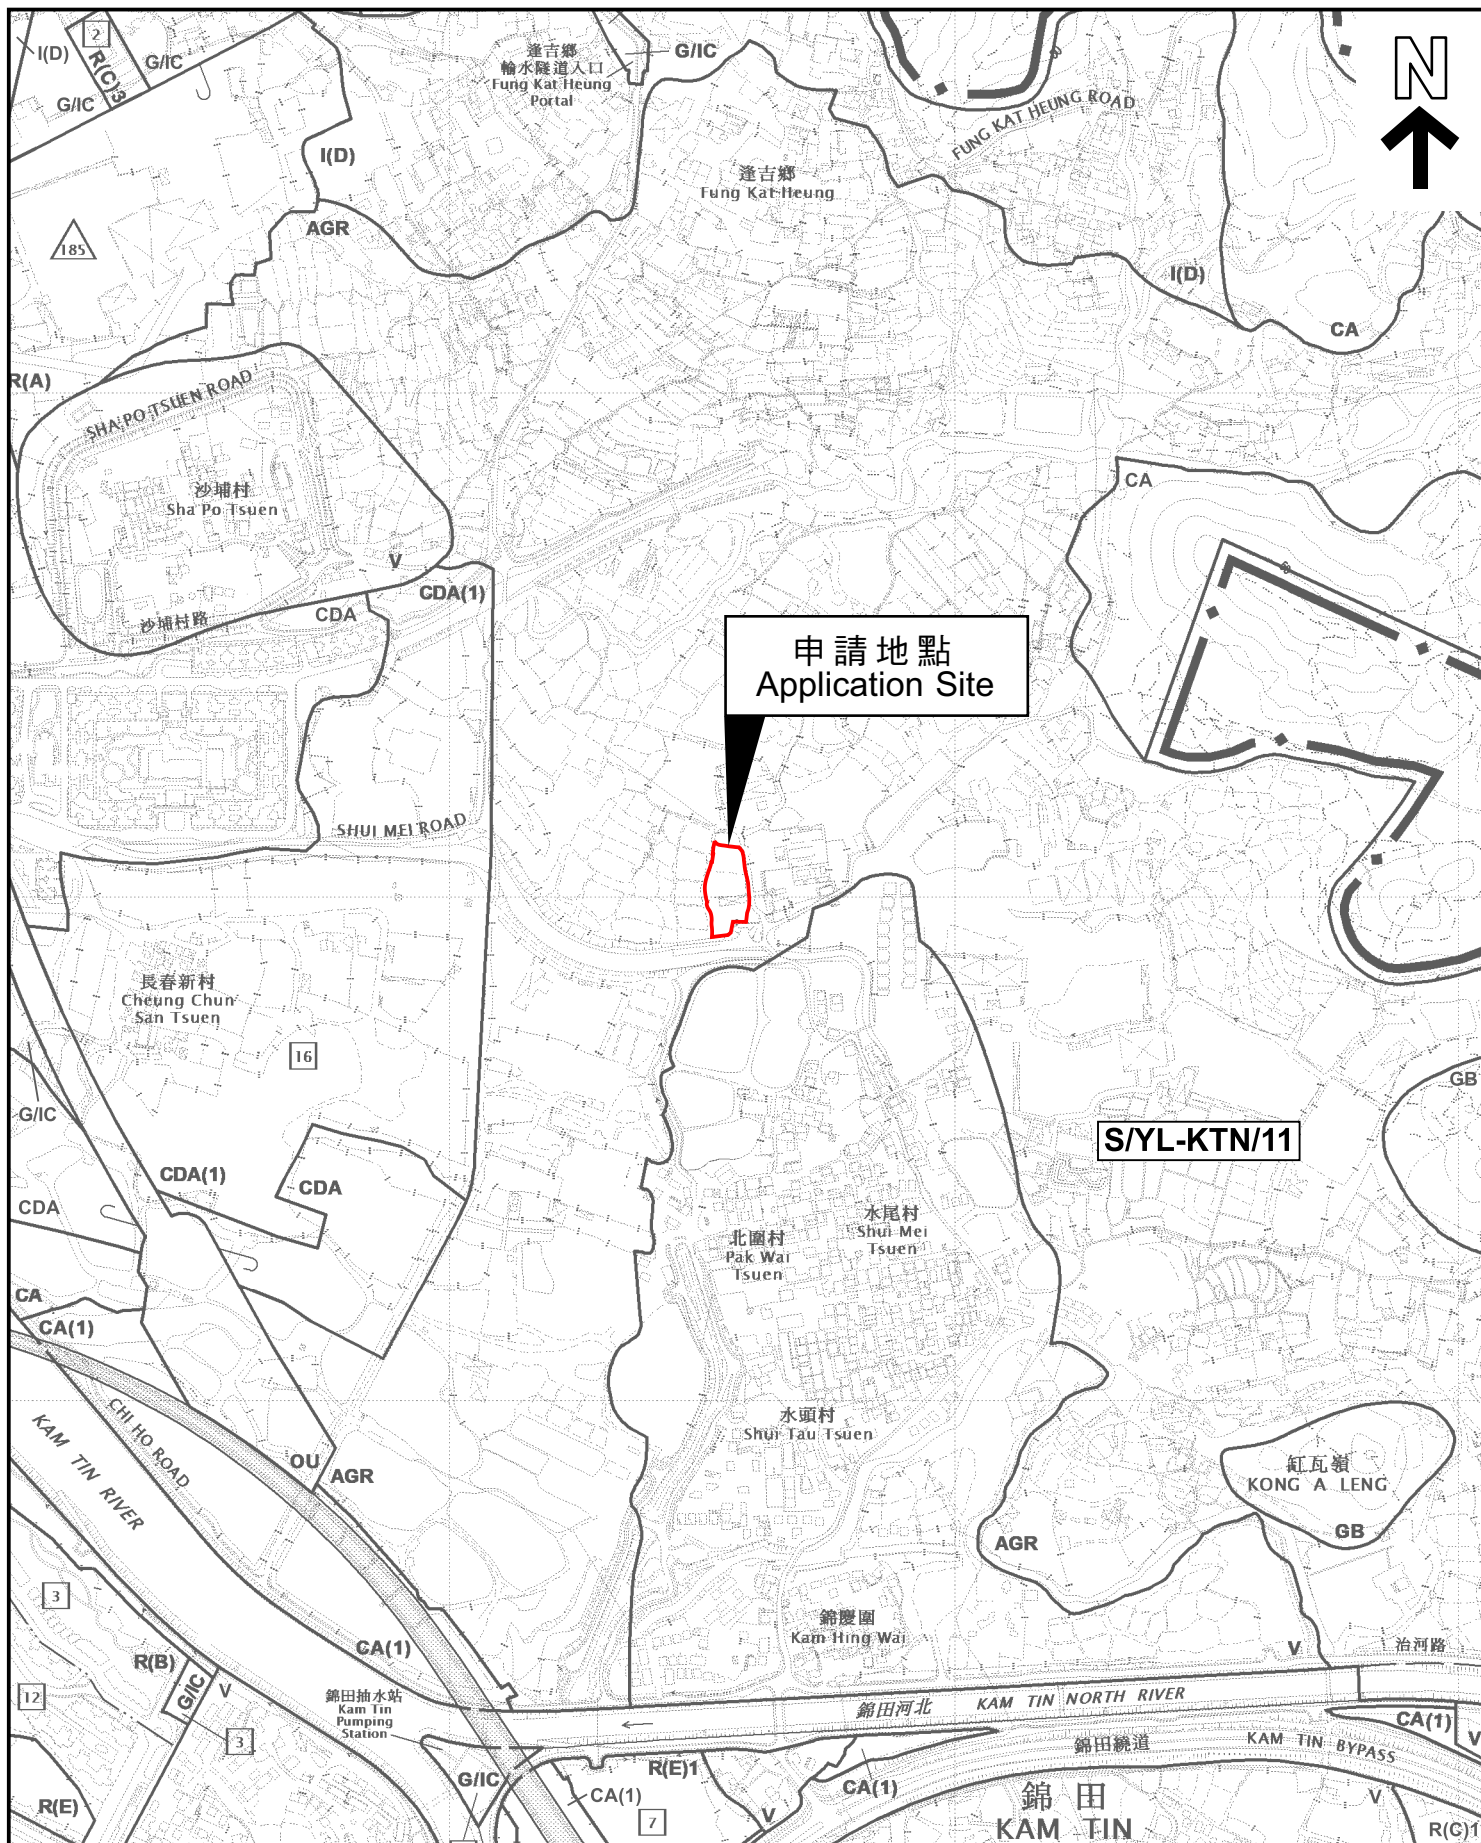 2
I(D)
R(C)3
G/IC
G/IC
逢吉鄉
輸水隧道入口
Fung Kat Heung
Portal
G/IC
50
FUNG KAT HEUNG ROAD
N
I(D)
逢吉鄉
Fung Kat Heung
AGR
185
I(D)
CA
R(A)
SHA PO TSUEN ROAD
沙埔村
Sha Po Tsuen
CA
V
CDA(1)
50
CDA
沙埔村路
申請地點
Application Site
SHUI MEI ROAD
長春新村
Cheung Chun
San Tsuen
16
G/IC
GB
S/YL-KTN/11
CDA(1)
CDA
CDA
水尾村
Shui Mei
Tsuen
北圍村
Pak Wai
Tsuen
CA
CA(1)
CHI HO ROAD
KAM TIN RIVER
水頭村
Shui Tau Tsuen
OU
AGR
缸瓦嶺
KONG A LENG
GB
AGR
3
錦慶圍
Kam Hing Wai
CA(1)
V
治河路
R(B)
G/IC
V
12
錦田抽水站
Kam Tin
Pumping
Station
錦田河北
KAM TIN NORTH RIVER
3
CA(1)
V
錦田繞道
KAM TIN BYPASS
R(E)1
G/IC
CA(1)
CA(1)
R(E)
7
V
錦田
KAM TIN
V
R(C)1